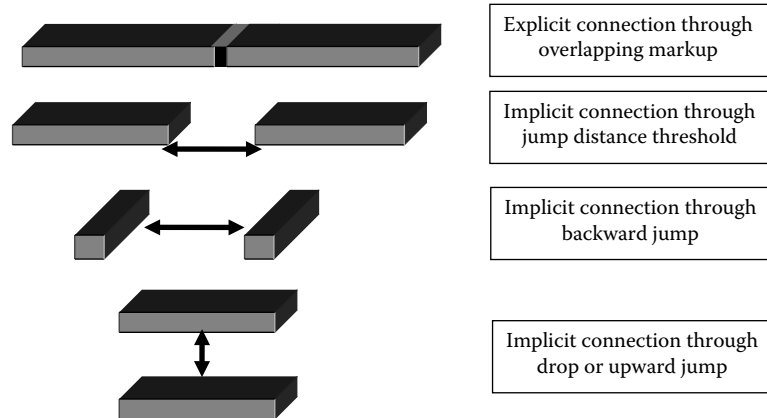 Explicit connection through
overlapping markup
Implicit connection through
jump distance threshold
Implicit connection through
backward jump
Implicit connection through
drop or upward jump